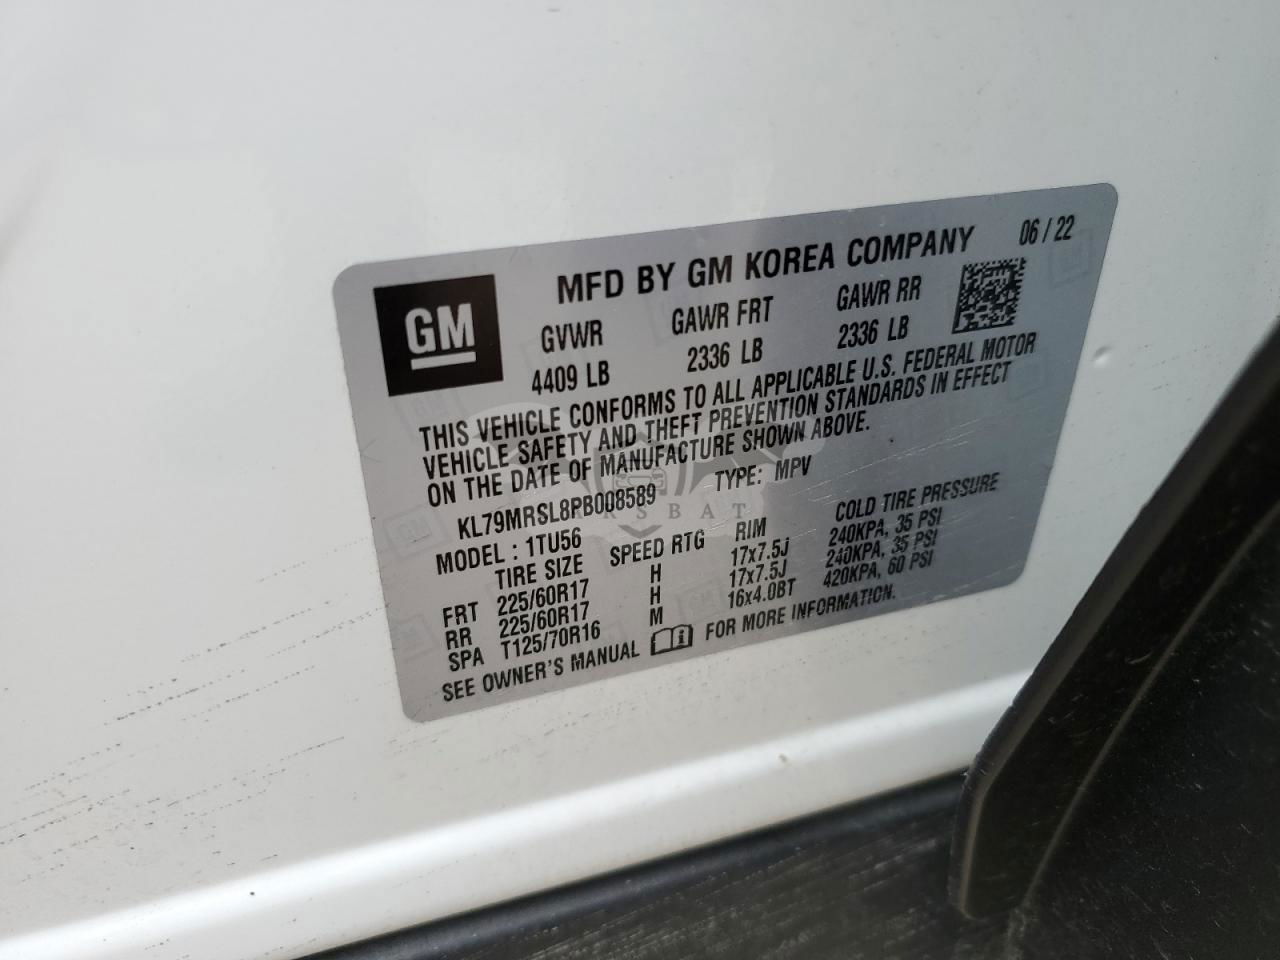 GM
MFD BY GM KOREA COMPANY 06 / 22
GVWR GAWR FRT GAWR RR
4409 LB 2336 LB 2336 LB
THIS VEHICLE CONFORMS TO ALL APPLICABLE U.S. FEDERAL MOTOR
VEHICLE SAFETY AND THEFT PREVENTION STANDARDS IN EFFECT
ON THE DATE OF MANUFACTURE SHOWN ABOVE.
KL79MRSL8PB008589 TYPE: MPV
MODEL : 1TU56
TIRE SIZE SPEED RTG RIM COLD TIRE PRESSURE
FRT 225/60R17 H 17x7.5J 240KPA, 35 PSI
RR 225/60R17 H 17x7.5J 240KPA, 35 PSI
SPA T125/70R16 M 16x4.0BT 420KPA, 60 PSI
SEE OWNER'S MANUAL FOR MORE INFORMATION.